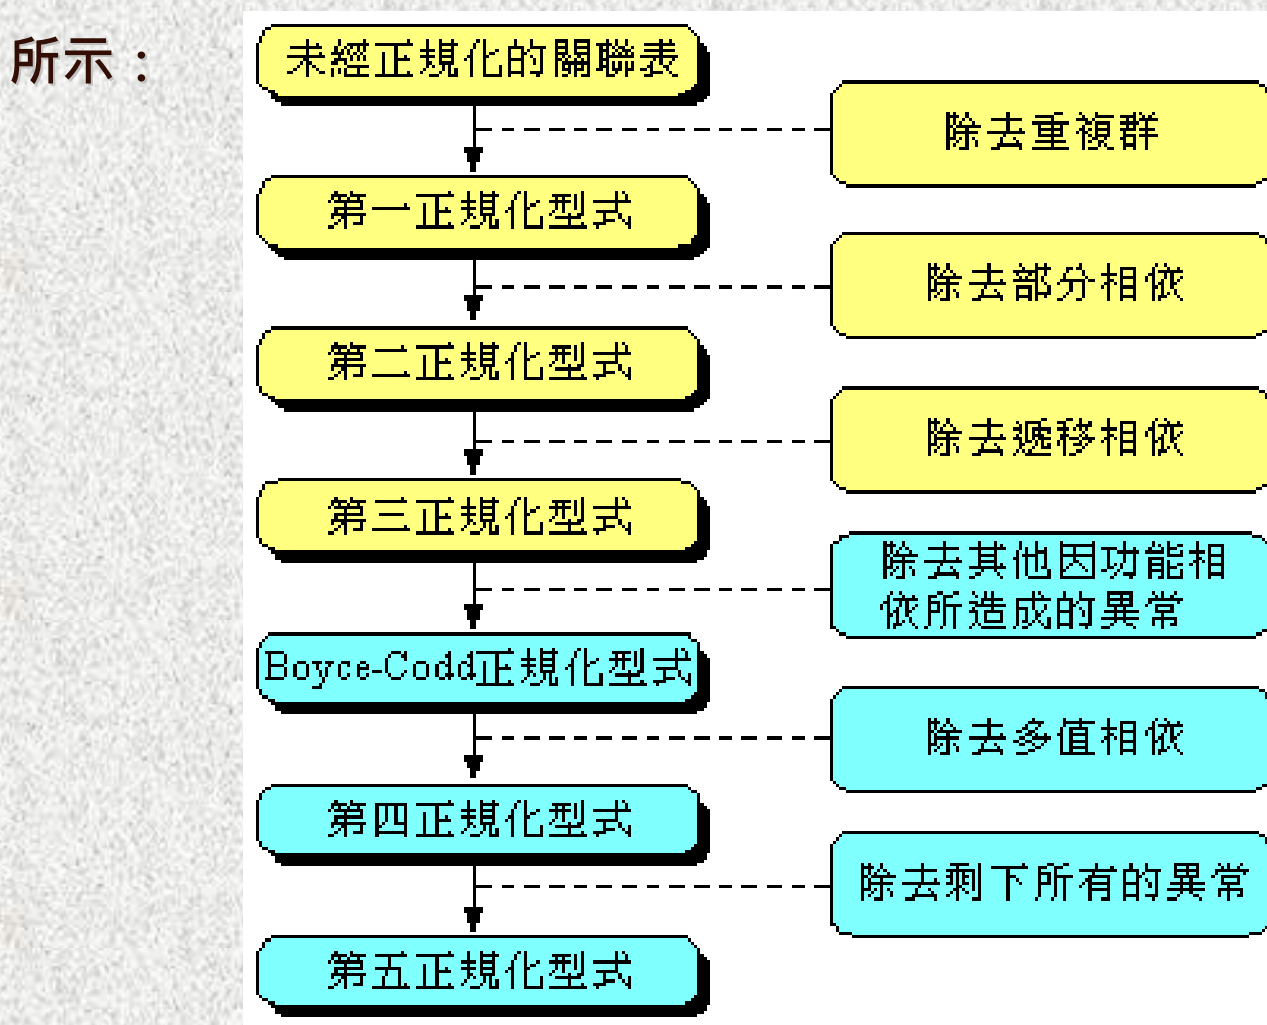 所示：
未經正規化的關聯表
除去重複群
第一正規化型式
除去部分相依
第二正規化型式
除去遞移相依
第三正規化型式
除去其他因功能相
依所造成的異常
Boyce-Codd正規化型式
除去多值相依
第四正規化型式
除去剩下所有的異常
第五正規化型式